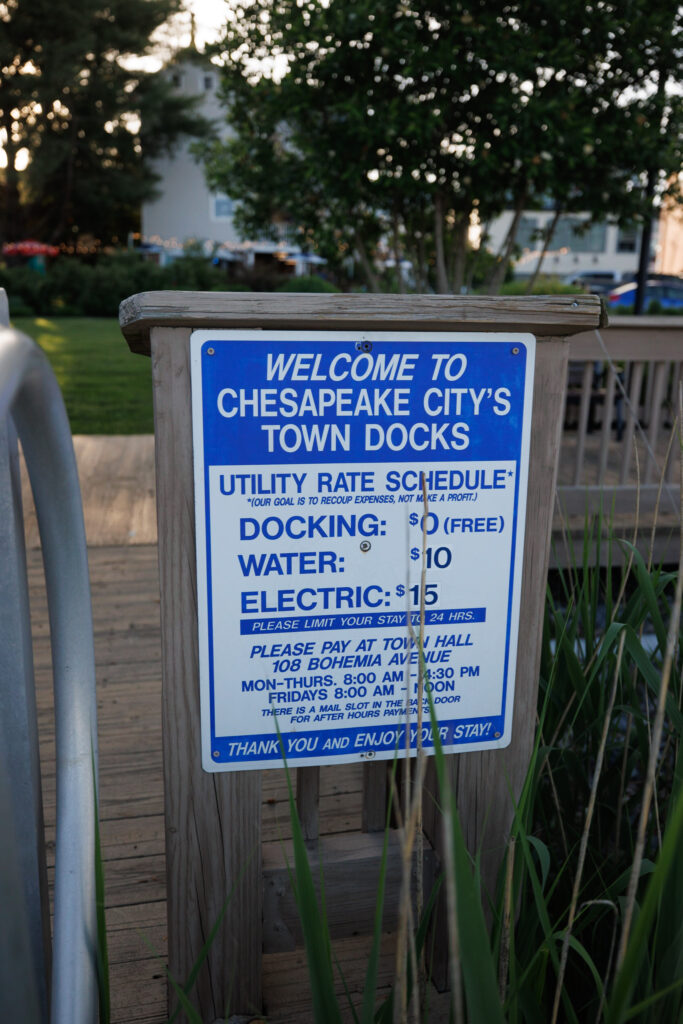 WELCOME TO
CHESAPEAKE CITY'S
TOWN DOCKS
UTILITY RATE SCHEDULE*
*(OUR GOAL IS TO RECOUP EXPENSES, NOT MAKE A PROFIT.)
DOCKING: $0 (FREE)
WATER: $10
ELECTRIC: $15
PLEASE LIMIT YOUR STAY TO 24 HRS.
PLEASE PAY AT TOWN HALL
108 BOHEMIA AVENUE
MON-THURS. 8:00 AM - 4:30 PM
FRIDAYS 8:00 AM - NOON
THERE IS A MAIL SLOT IN THE BACK DOOR
FOR AFTER HOURS PAYMENTS.
THANK YOU AND ENJOY YOUR STAY!